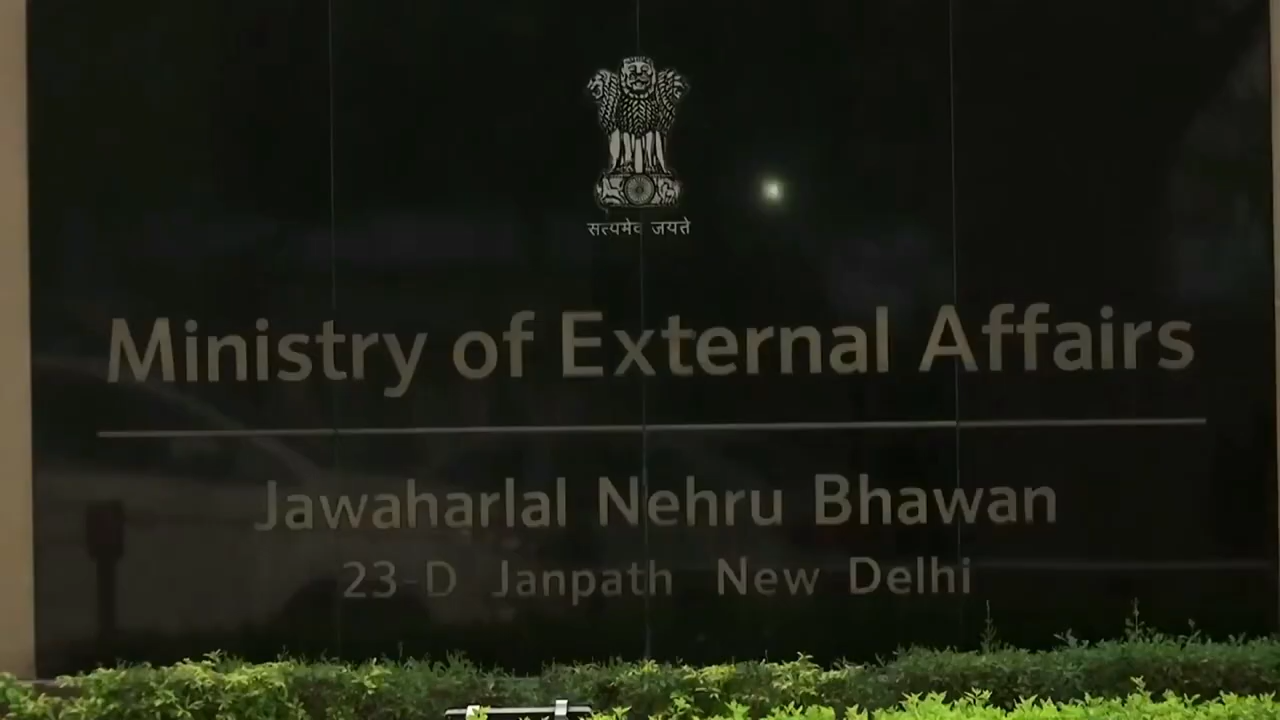 सत्यमेव जयते
Ministry of External Affairs
Jawaharlal Nehru Bhawan
23-D Janpath New Delhi